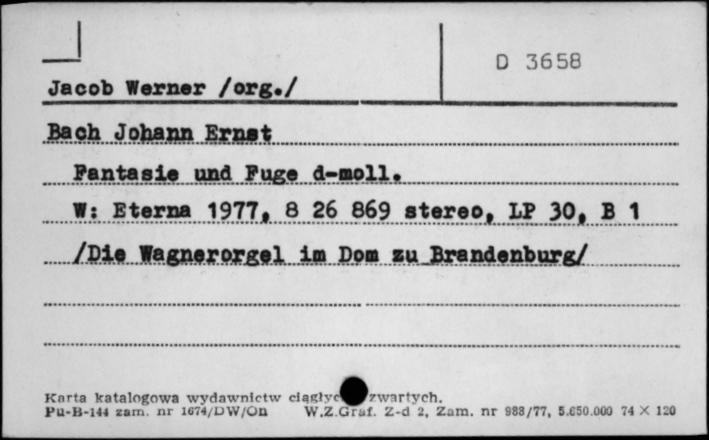 D 3658
Jacob Werner /org./
Bach Johann Ernst
Fantasie und Fuge d-moll.
W: Eterna 1977, 8 26 869 stereo, LP 30, B 1
/Die Wagnerorgel im Dom zu Brandenburg/
Karta katalogowa wydawnictw zwartych.
Pu-B-144 zam. nr 1674/DW/On W.Z.Graf. Z-d 2, Zam. nr 988/77, 5.650.000 74 × 120